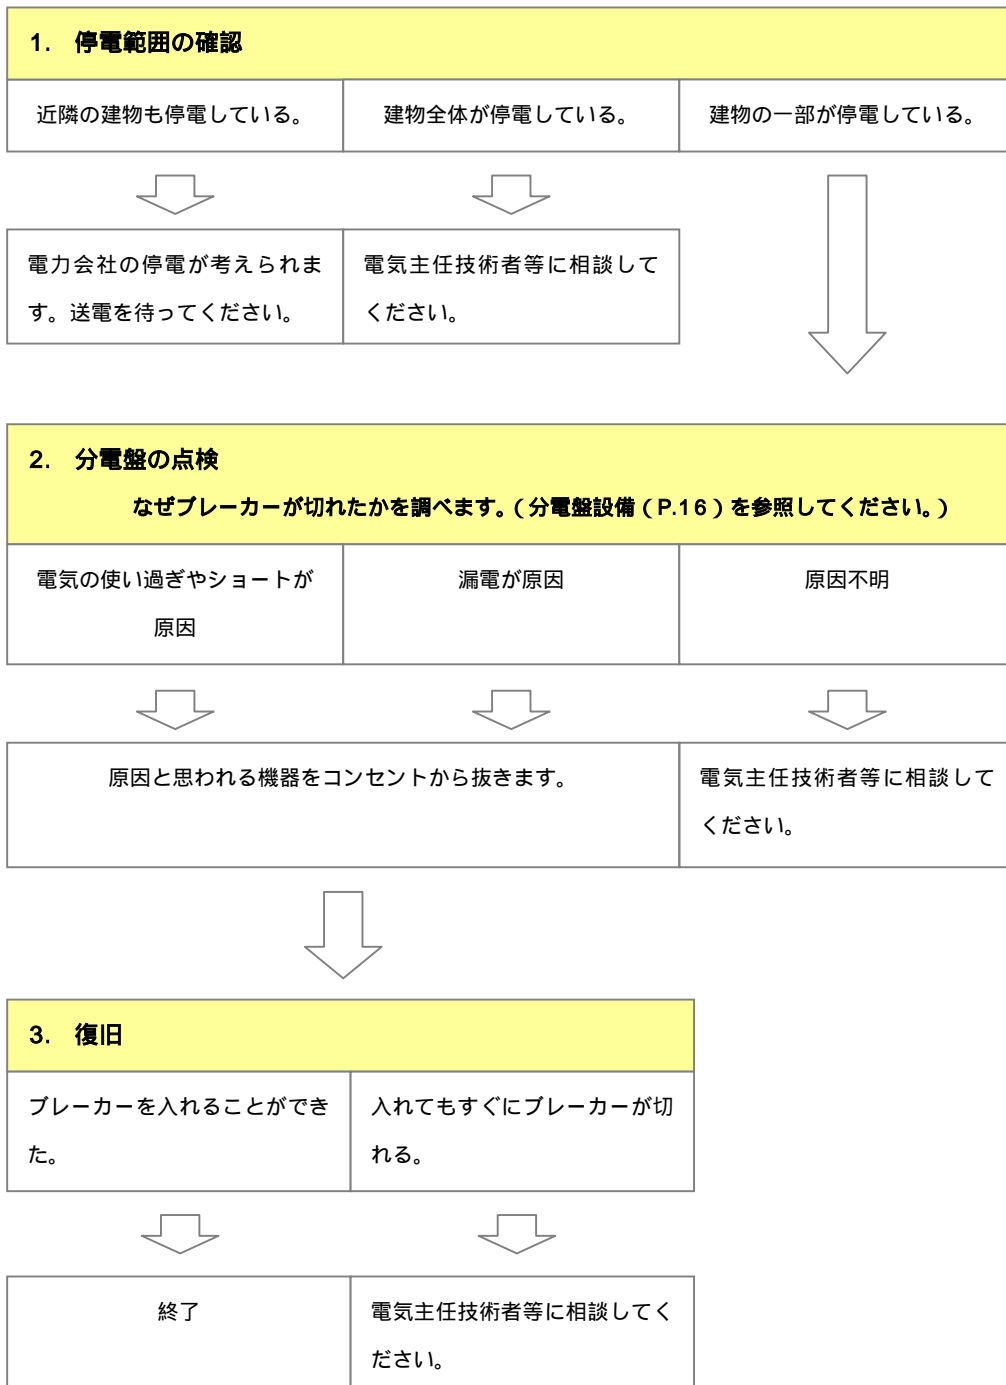 1. 停電範囲の確認
近隣の建物も停電している。
建物全体が停電している。
建物の一部が停電している。
電力会社の停電が考えられま
す。送電を待ってください。
電気主任技術者等に相談して
ください。
2. 分電盤の点検
なぜブレーカーが切れたかを調べます。(分電盤設備(P.16)を参照してください。)
電気の使い過ぎやショートが
原因
漏電が原因
原因不明
原因と思われる機器をコンセントから抜きます。
電気主任技術者等に相談して
ください。
3. 復旧
ブレーカーを入れることができ
た。
入れてもすぐにブレーカーが切
れる。
終了
電気主任技術者等に相談してく
ださい。